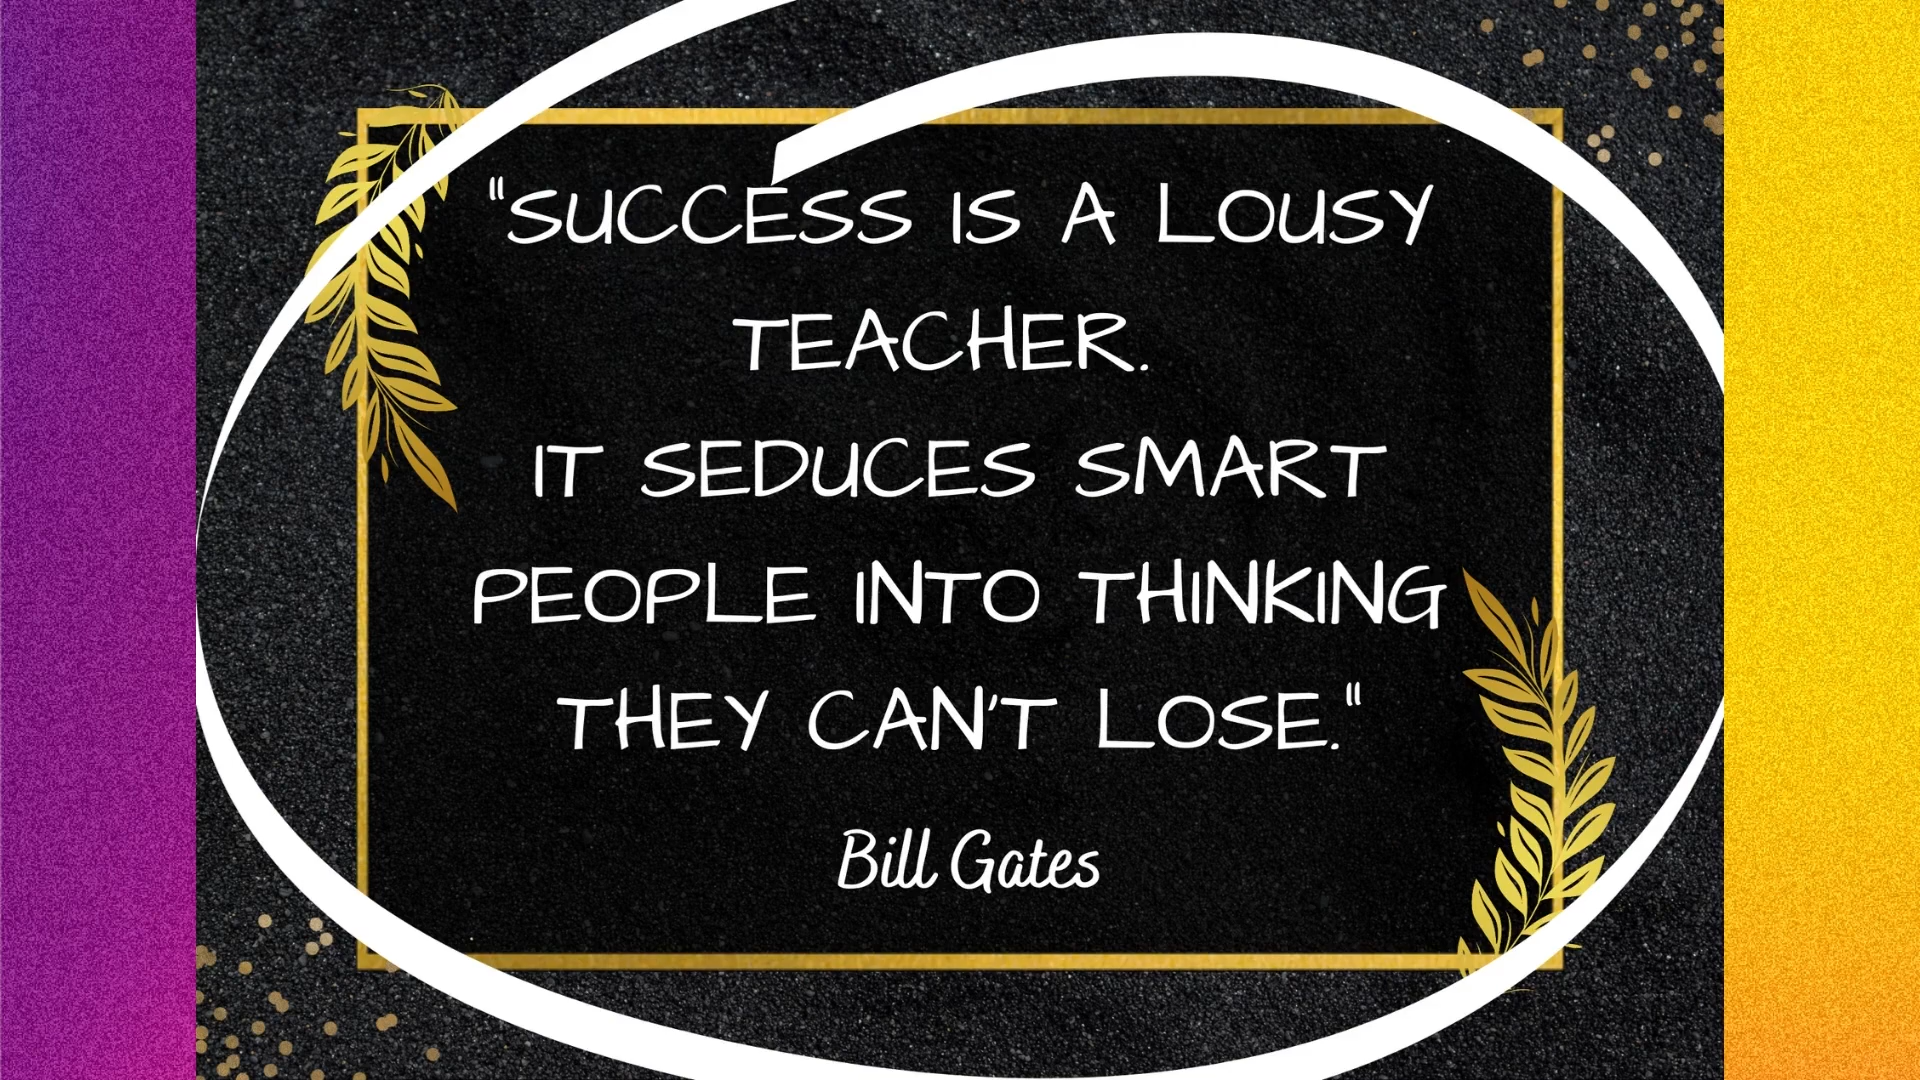 "SUCCESS IS A LOUSY
TEACHER.
IT SEDUCES SMART
PEOPLE INTO THINKING
THEY CAN'T LOSE."
Bill Gates